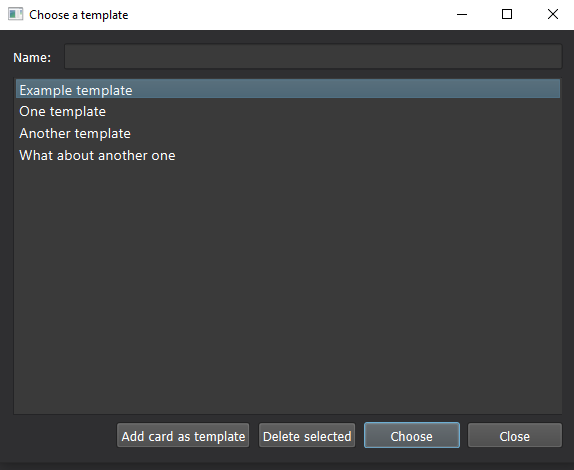 Choose a template
Name:
Example template
One template
Another template
What about another one
Add card as template Delete selected Choose Close